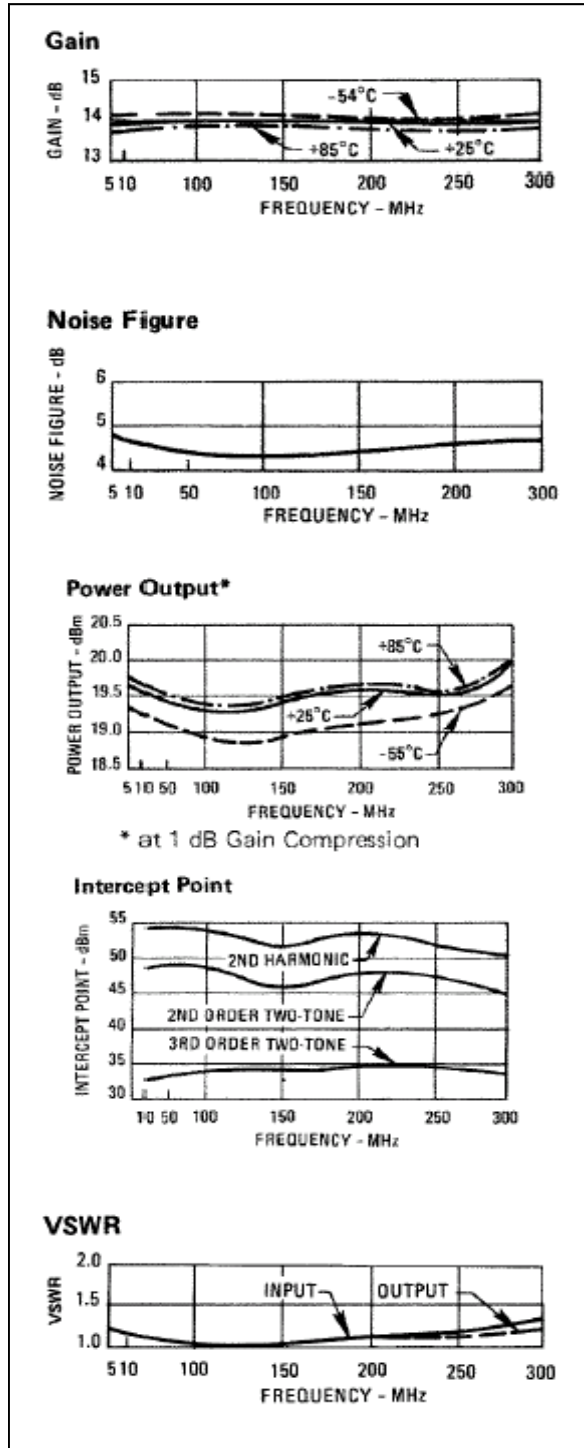 Gain
15
14
13
GAIN - dB
-54°C
+85°C
+25°C
510 50 100 150 200 250 300
FREQUENCY - MHz
Noise Figure
6
5
4
NOISE FIGURE - dB
5 10 50 100 150 200 300
FREQUENCY - MHz
Power Output*
20.5
20.0
19.5
19.0
18.5
POWER OUTPUT - dBm
+85°C
+25°C
-55°C
5 10 50 100 150 200 250 300
FREQUENCY - MHz
* at 1 dB Gain Compression
Intercept Point
55
50
45
40
35
30
INTERCEPT POINT - dBm
2ND HARMONIC
2ND ORDER TWO-TONE
3RD ORDER TWO-TONE
10 50 100 150 200 250 300
FREQUENCY - MHz
VSWR
2.0
1.5
1.0
VSWR
INPUT
OUTPUT
510 50 100 150 200 250 300
FREQUENCY - MHz